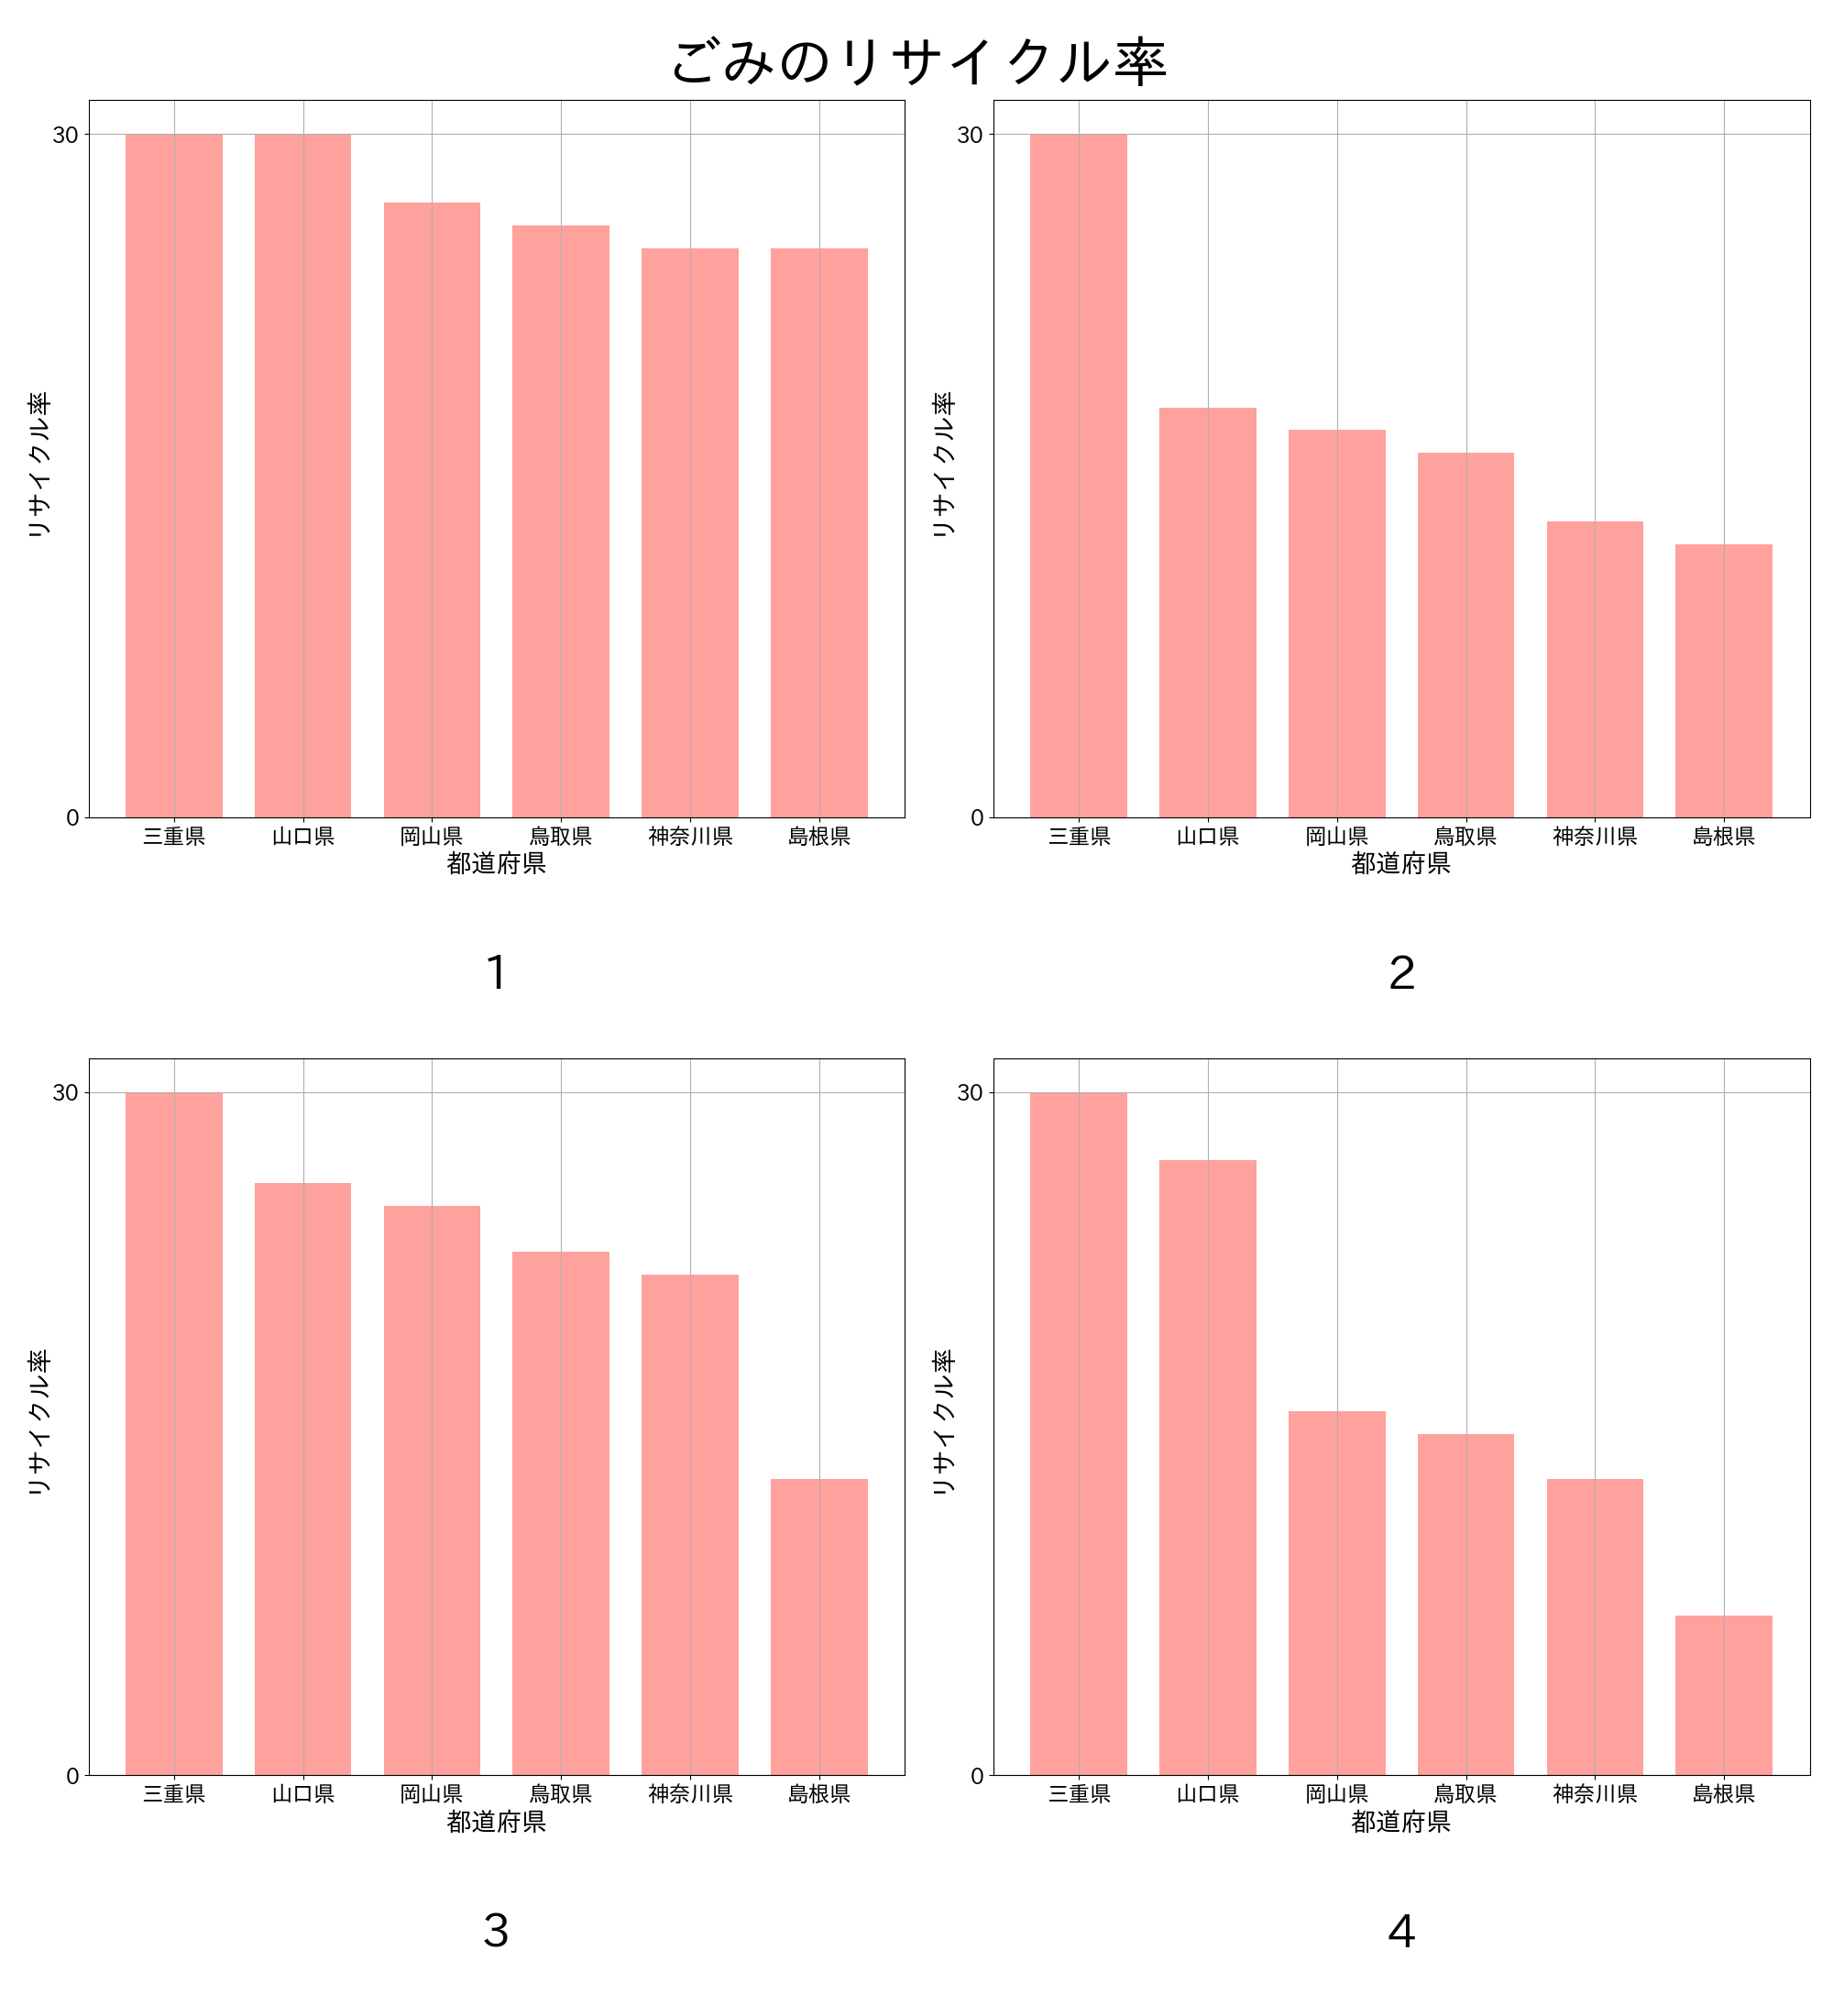 ごみのリサイクル率
30
0
リサイクル率
三重県 山口県 岡山県 鳥取県 神奈川県 島根県
都道府県
1
30
0
リサイクル率
三重県 山口県 岡山県 鳥取県 神奈川県 島根県
都道府県
2
30
0
リサイクル率
三重県 山口県 岡山県 鳥取県 神奈川県 島根県
都道府県
3
30
0
リサイクル率
三重県 山口県 岡山県 鳥取県 神奈川県 島根県
都道府県
4